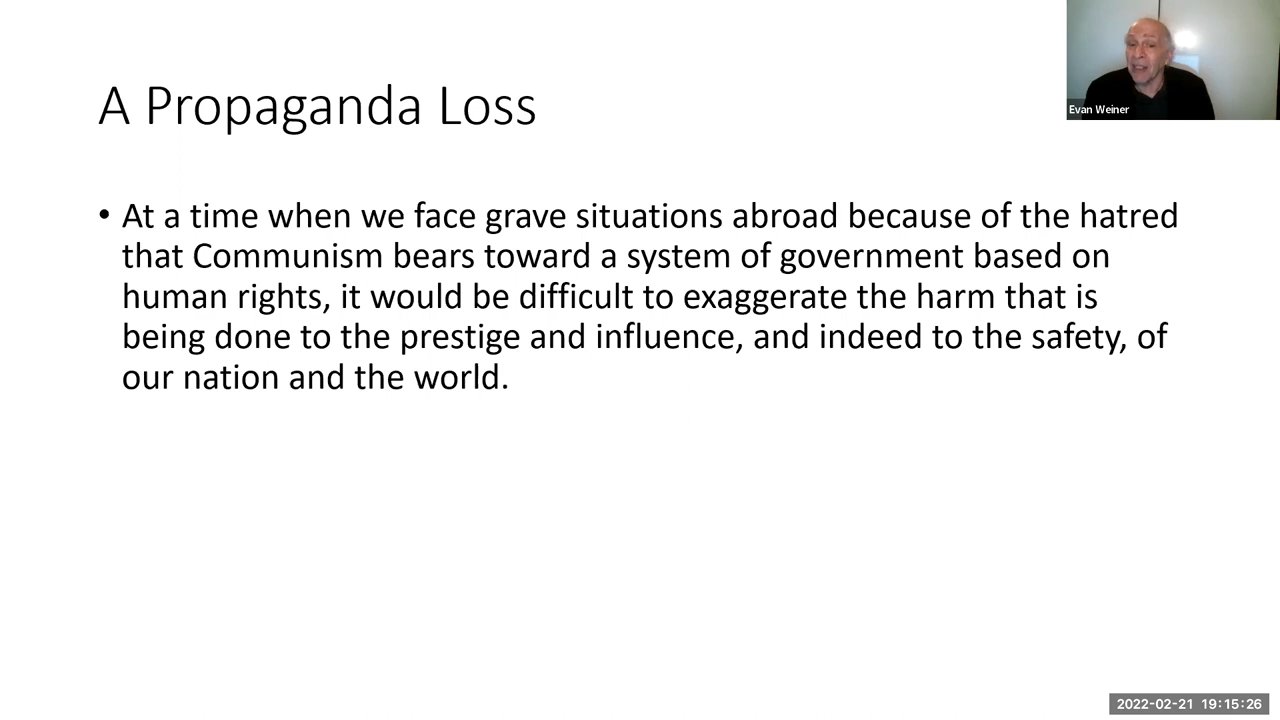 A Propaganda Loss
Evan Weiner
• At a time when we face grave situations abroad because of the hatred
that Communism bears toward a system of government based on
human rights, it would be difficult to exaggerate the harm that is
being done to the prestige and influence, and indeed to the safety, of
our nation and the world.
2022-02-21 19:15:26